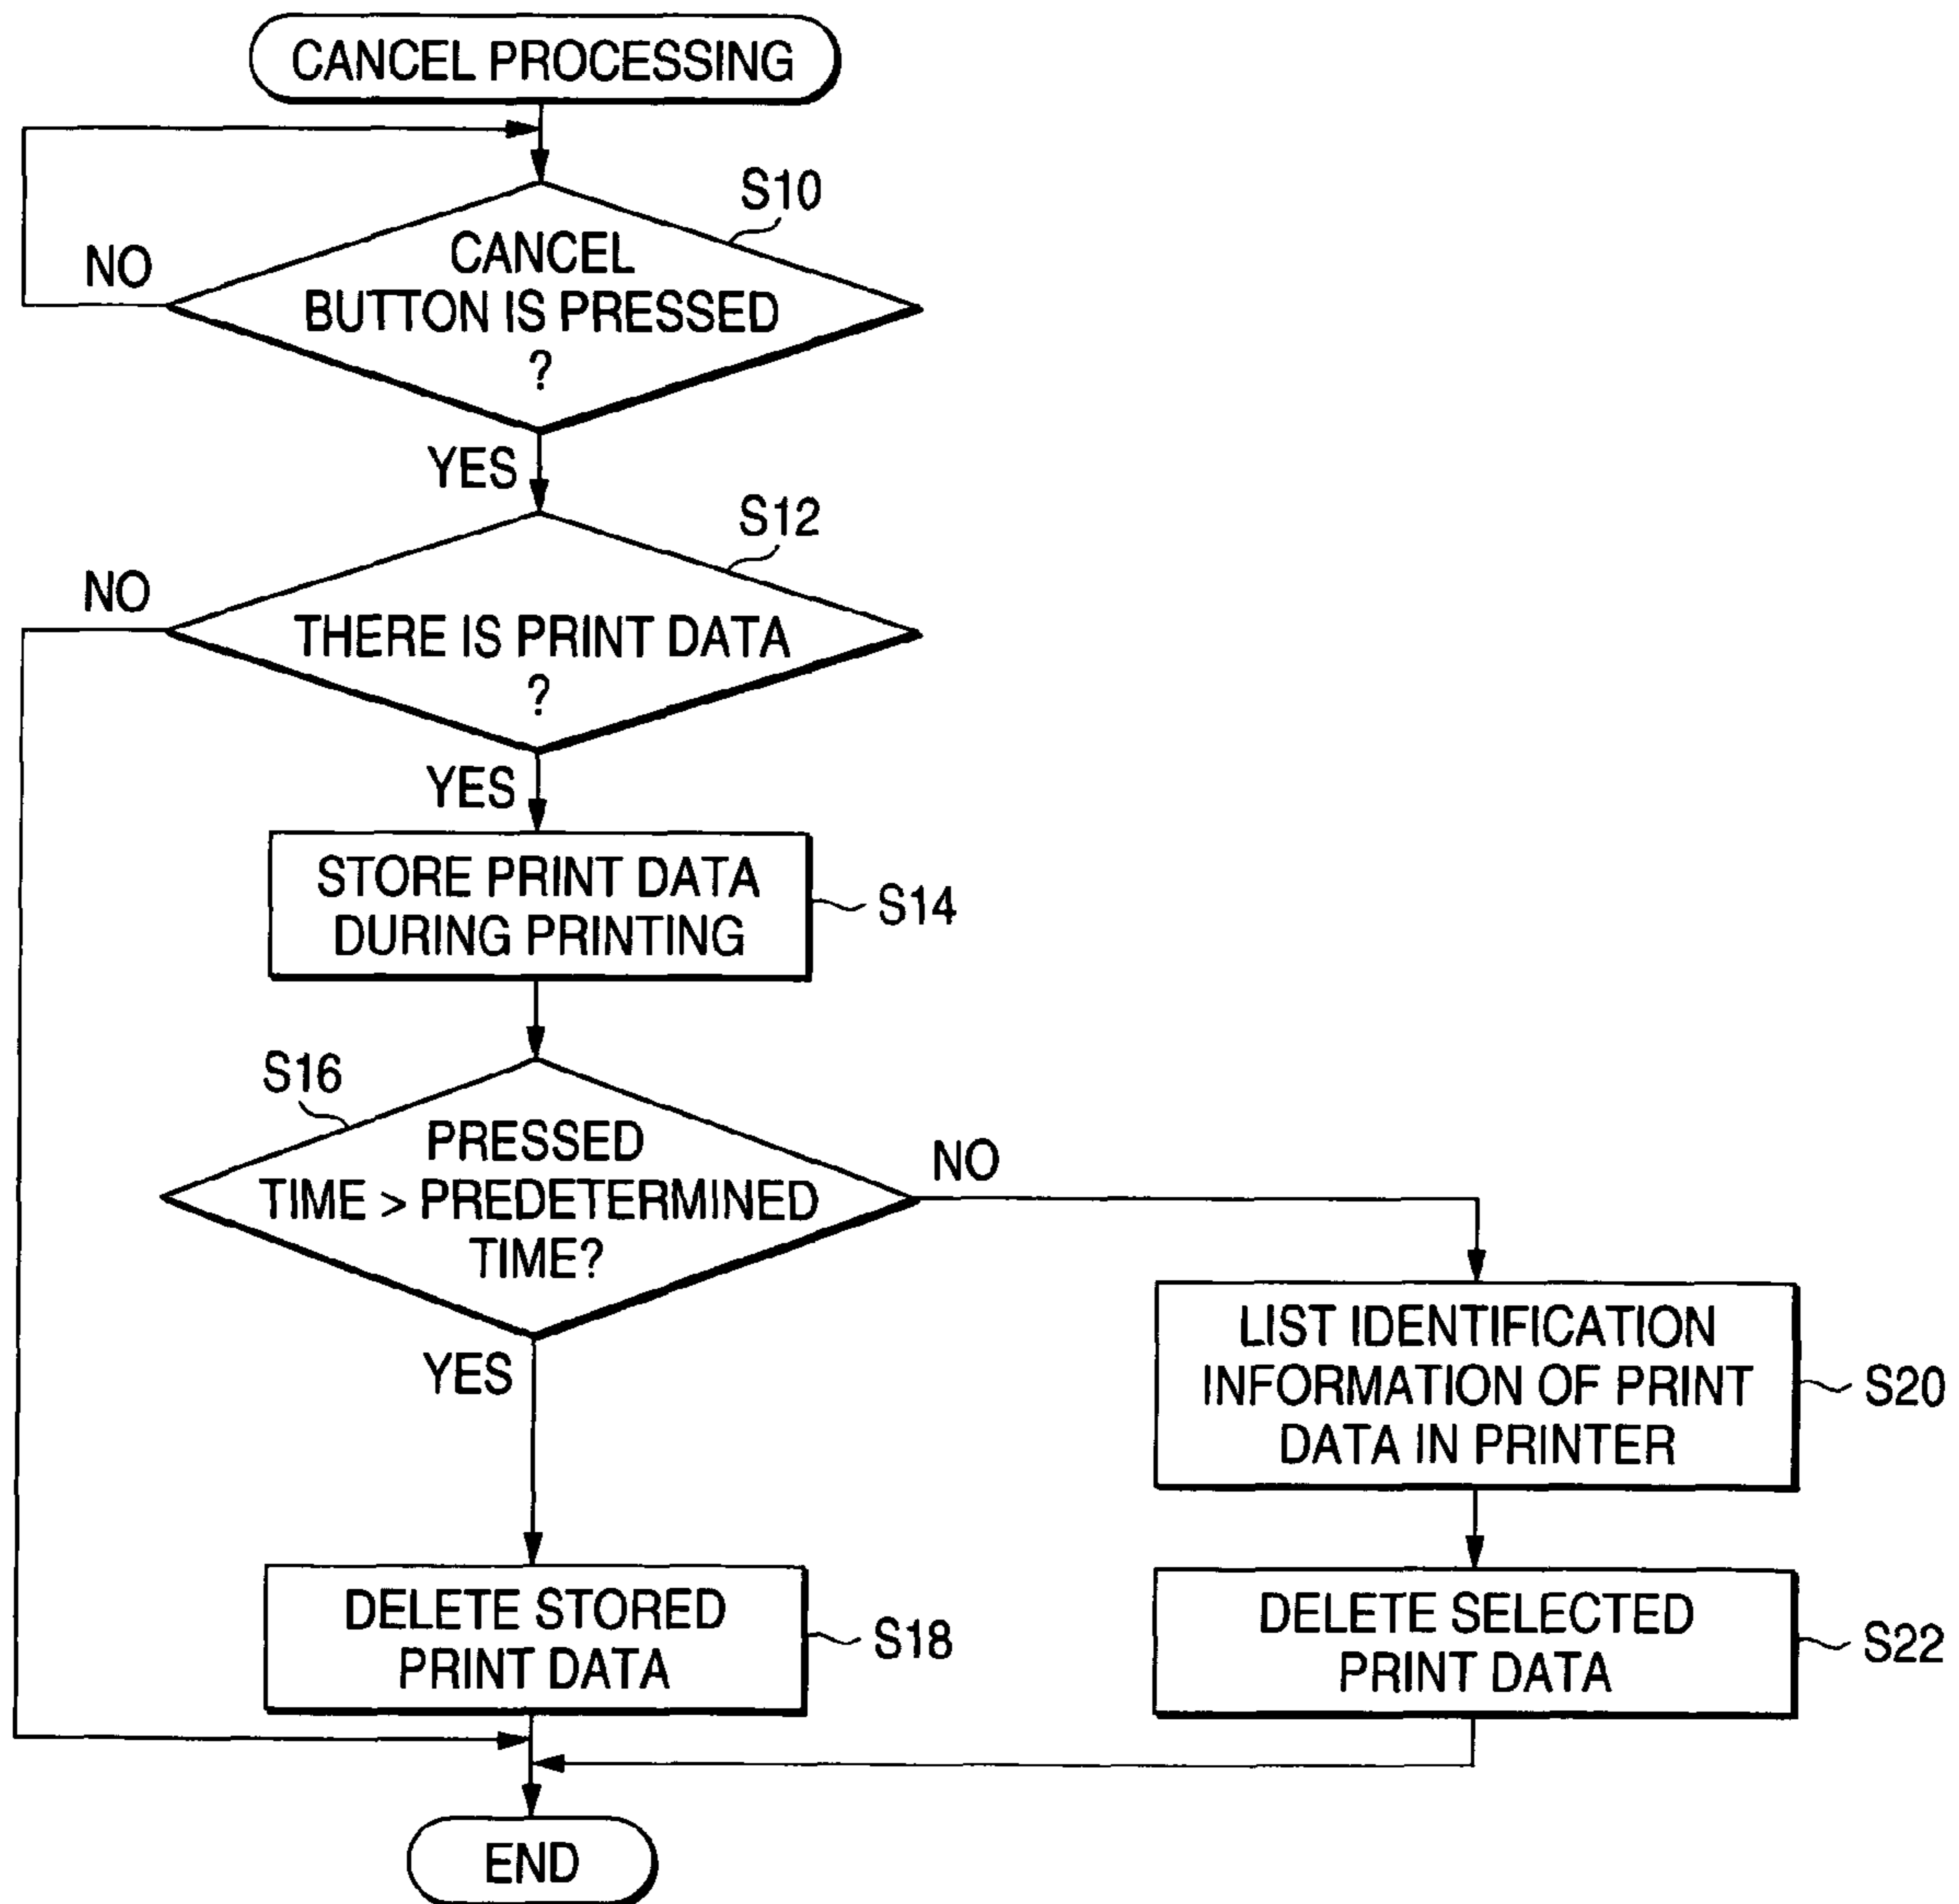 CANCEL PROCESSING
S10
NO
CANCEL
BUTTON IS PRESSED
?
YES
S12
NO
THERE IS PRINT DATA
?
YES
STORE PRINT DATA
DURING PRINTING
S14
S16
PRESSED
TIME > PREDETERMINED
TIME?
NO
YES
LIST IDENTIFICATION
INFORMATION OF PRINT
DATA IN PRINTER
S20
DELETE STORED
PRINT DATA
S18
DELETE SELECTED
PRINT DATA
S22
END